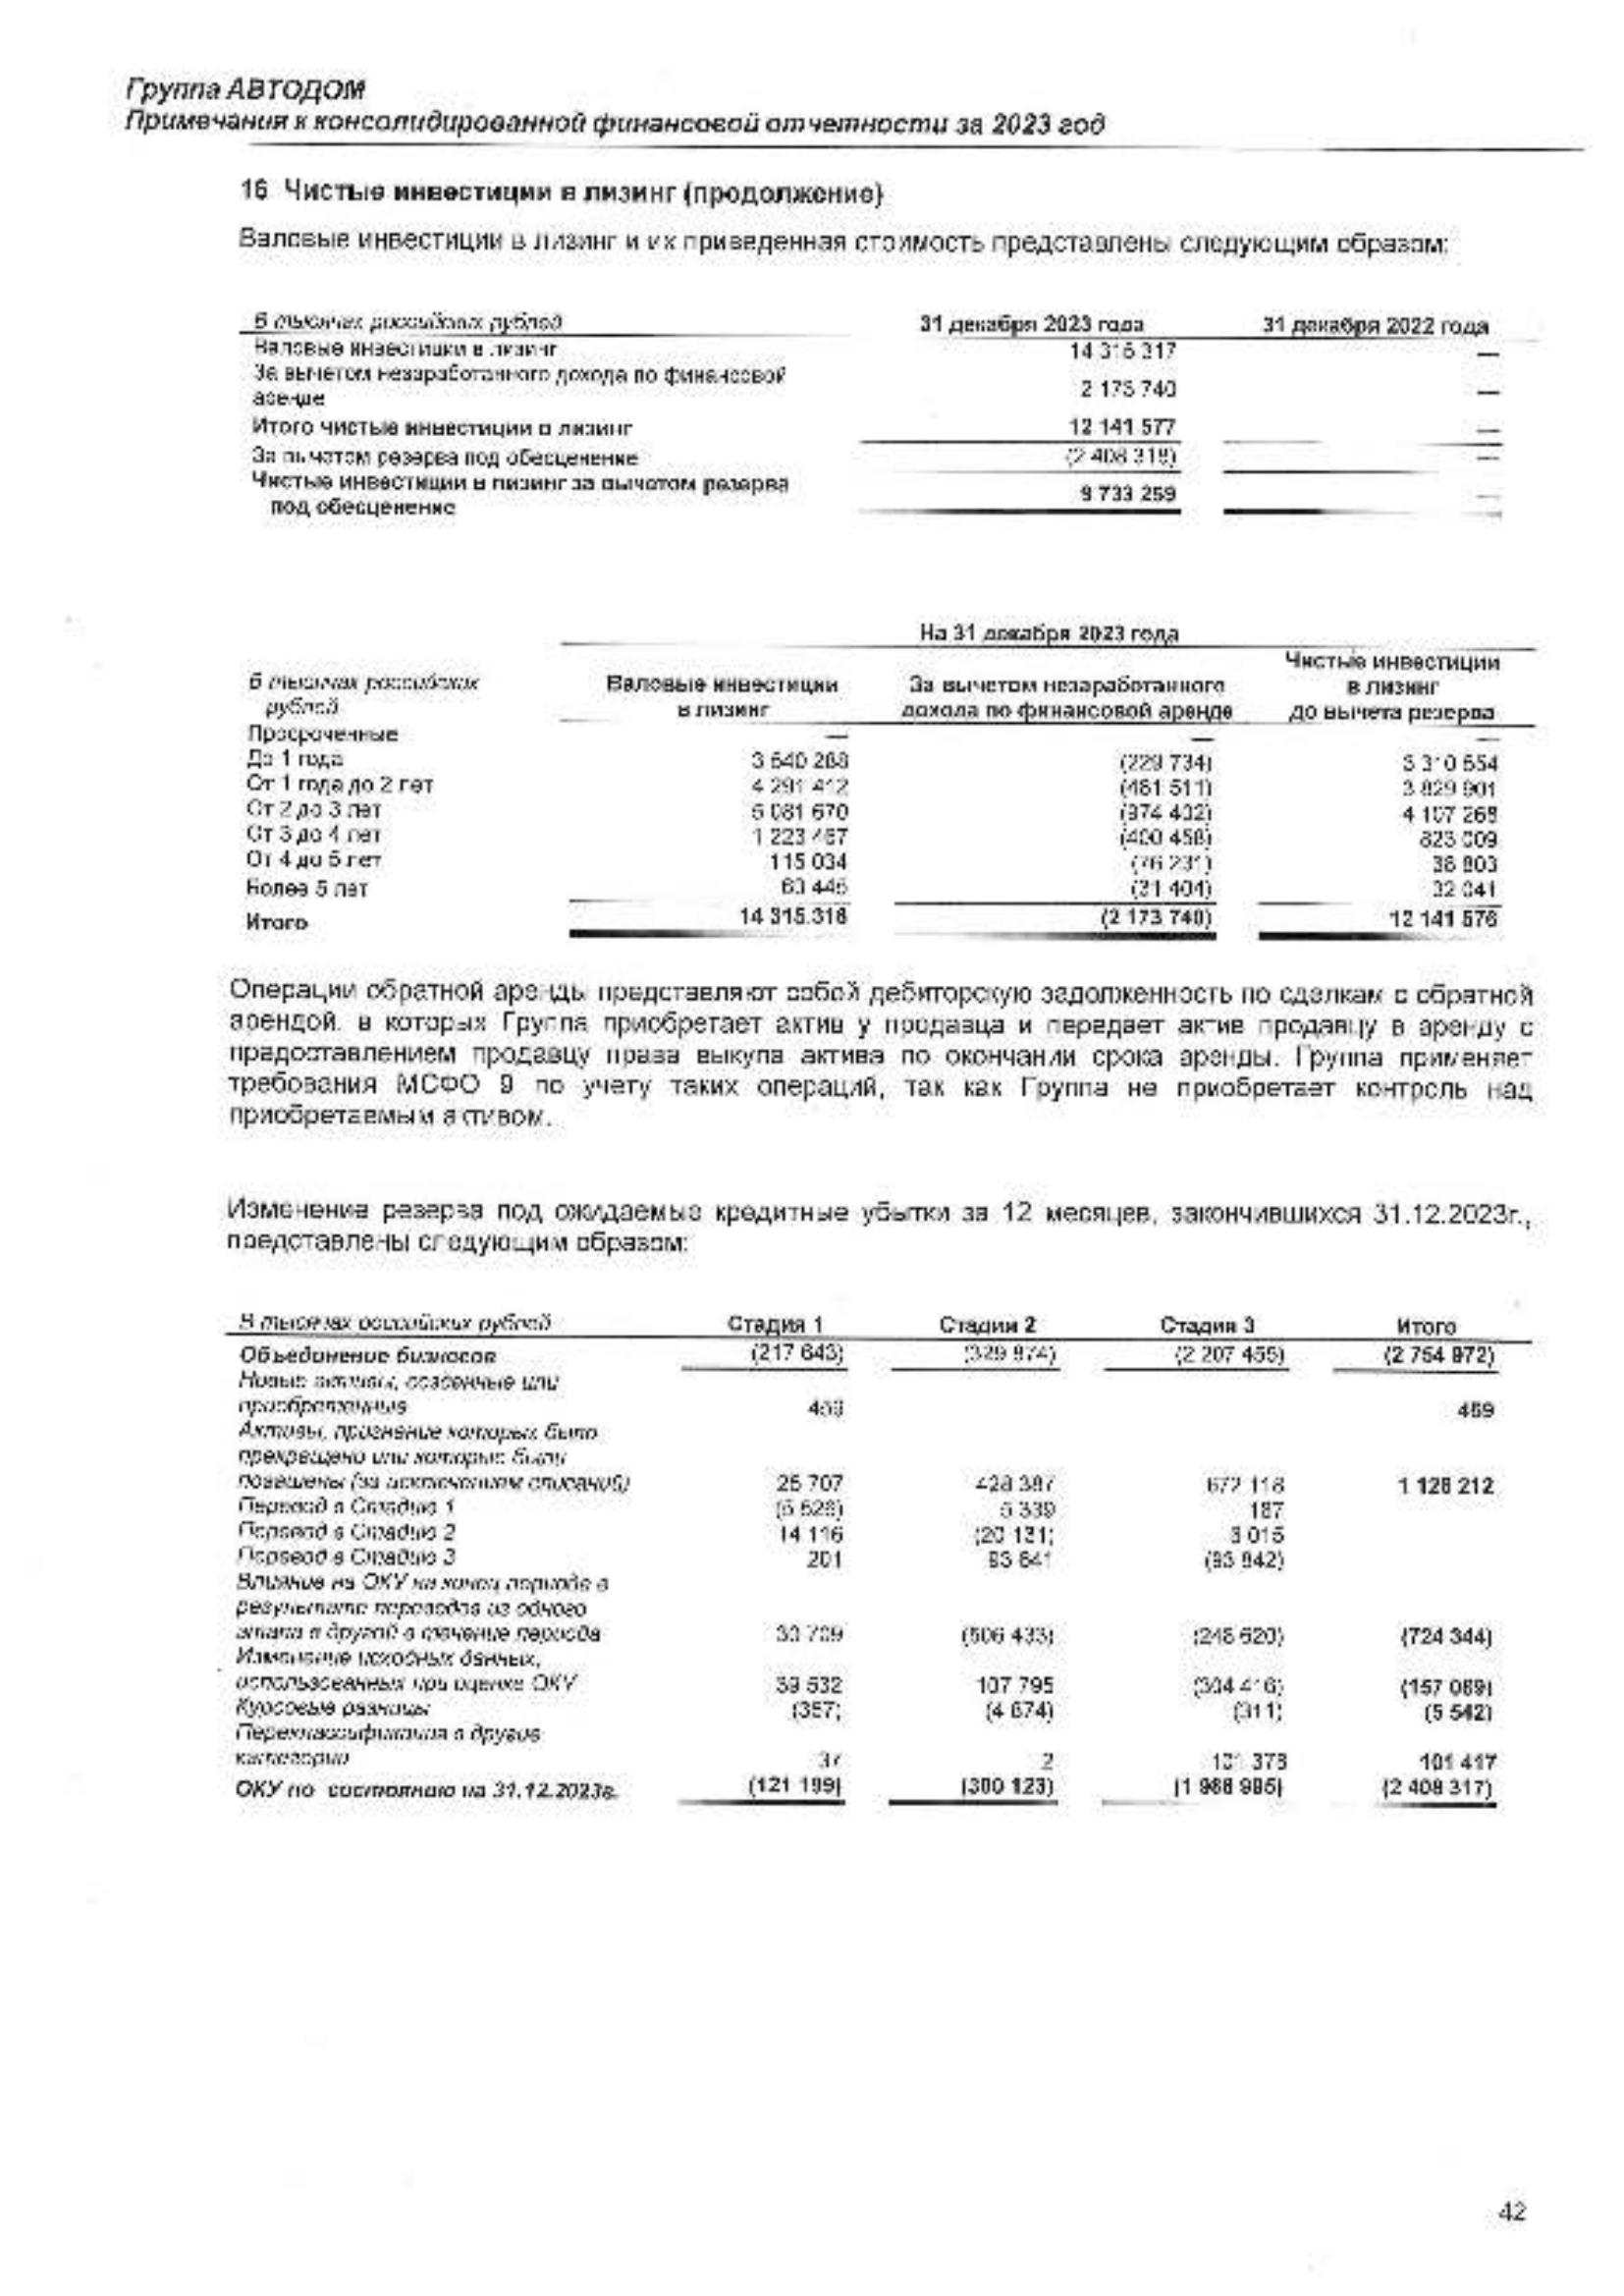 Группа АВТОДОМ
Примечания к консолидированной финансовой отчетности за 2023 год
16 Чистые инвестиции в лизинг (продолжение)
Валовые инвестиции в лизинг и их приведенная стоимость представлены следующим образом:
В тысячах российских рублей 31 декабря 2023 года 31 декабря 2022 года
Валовые инвестиции в лизинг 14 315 317 —
За вычетом незаработанного дохода по финансовой
аренде 2 173 740 —
Итого чистые инвестиции в лизинг 12 141 577 —
За вычетом резерва под обесценение (2 408 318) —
Чистые инвестиции в лизинг за вычетом резерва
под обесценение 9 733 259 —
На 31 декабря 2023 года
В тысячах российских рублей Валовые инвестиции в лизинг За вычетом незаработанного дохода по финансовой аренде Чистые инвестиции в лизинг до вычета резерва
Просроченные — — —
До 1 года 3 540 288 (229 734) 3 310 554
От 1 года до 2 лет 4 291 412 (461 511) 3 829 901
От 2 до 3 лет 5 081 670 (974 402) 4 107 268
От 3 до 4 лет 1 223 467 (400 458) 823 009
От 4 до 5 лет 115 034 (76 231) 38 803
Более 5 лет 63 445 (31 404) 32 041
Итого 14 315 316 (2 173 740) 12 141 576
Операции обратной аренды представляют собой дебиторскую задолженность по сделкам с обратной
арендой, в которых Группа приобретает актив у продавца и передает актив продавцу в аренду с
предоставлением продавцу права выкупа актива по окончании срока аренды. Группа применяет
требования МСФО 9 по учету таких операций, так как Группа не приобретает контроль над
приобретаемым активом.
Изменение резерва под ожидаемые кредитные убытки за 12 месяцев, закончившихся 31.12.2023г.,
представлены следующим образом:
В тысячах российских рублей Стадия 1 Стадия 2 Стадия 3 Итого
Объединение бизнесов (217 643) (329 874) (2 207 455) (2 754 972)
Новые активы, созданные или
приобретенные 469 469
Активы, признание которых было
прекращено или которые были
погашены (за исключением списаний) 25 707 428 387 672 118 1 126 212
Перевод в Стадию 1 (5 526) 5 339 187
Перевод в Стадию 2 14 116 (20 131) 6 015
Перевод в Стадию 3 201 93 641 (93 842)
Влияние на ОКУ на конец периода в
результате переводов из одного
этапа в другой в течение периода (724 344)
Изменение исходных данных,
использованных при оценке ОКУ 39 532 107 795 (304 416) (157 089)
Курсовые разницы (357) (4 874) (311) (5 542)
Переклассификация в другие
категории 37 2 101 378 101 417
ОКУ по состоянию на 31.12.2023г. (121 199) (300 123) (1 986 995) (2 408 317)
42